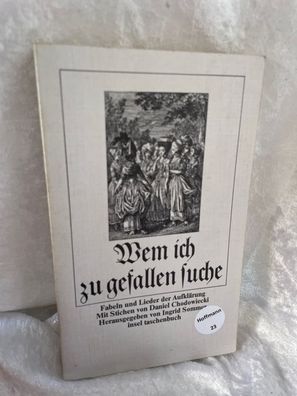 Wem ich
zu gefallen suche
Fabeln und Lieder der Aufklärung
Mit Stichen von Daniel Chodowiecki
Herausgegeben von Ingrid Sommer
insel taschenbuch
Hoffmann
23